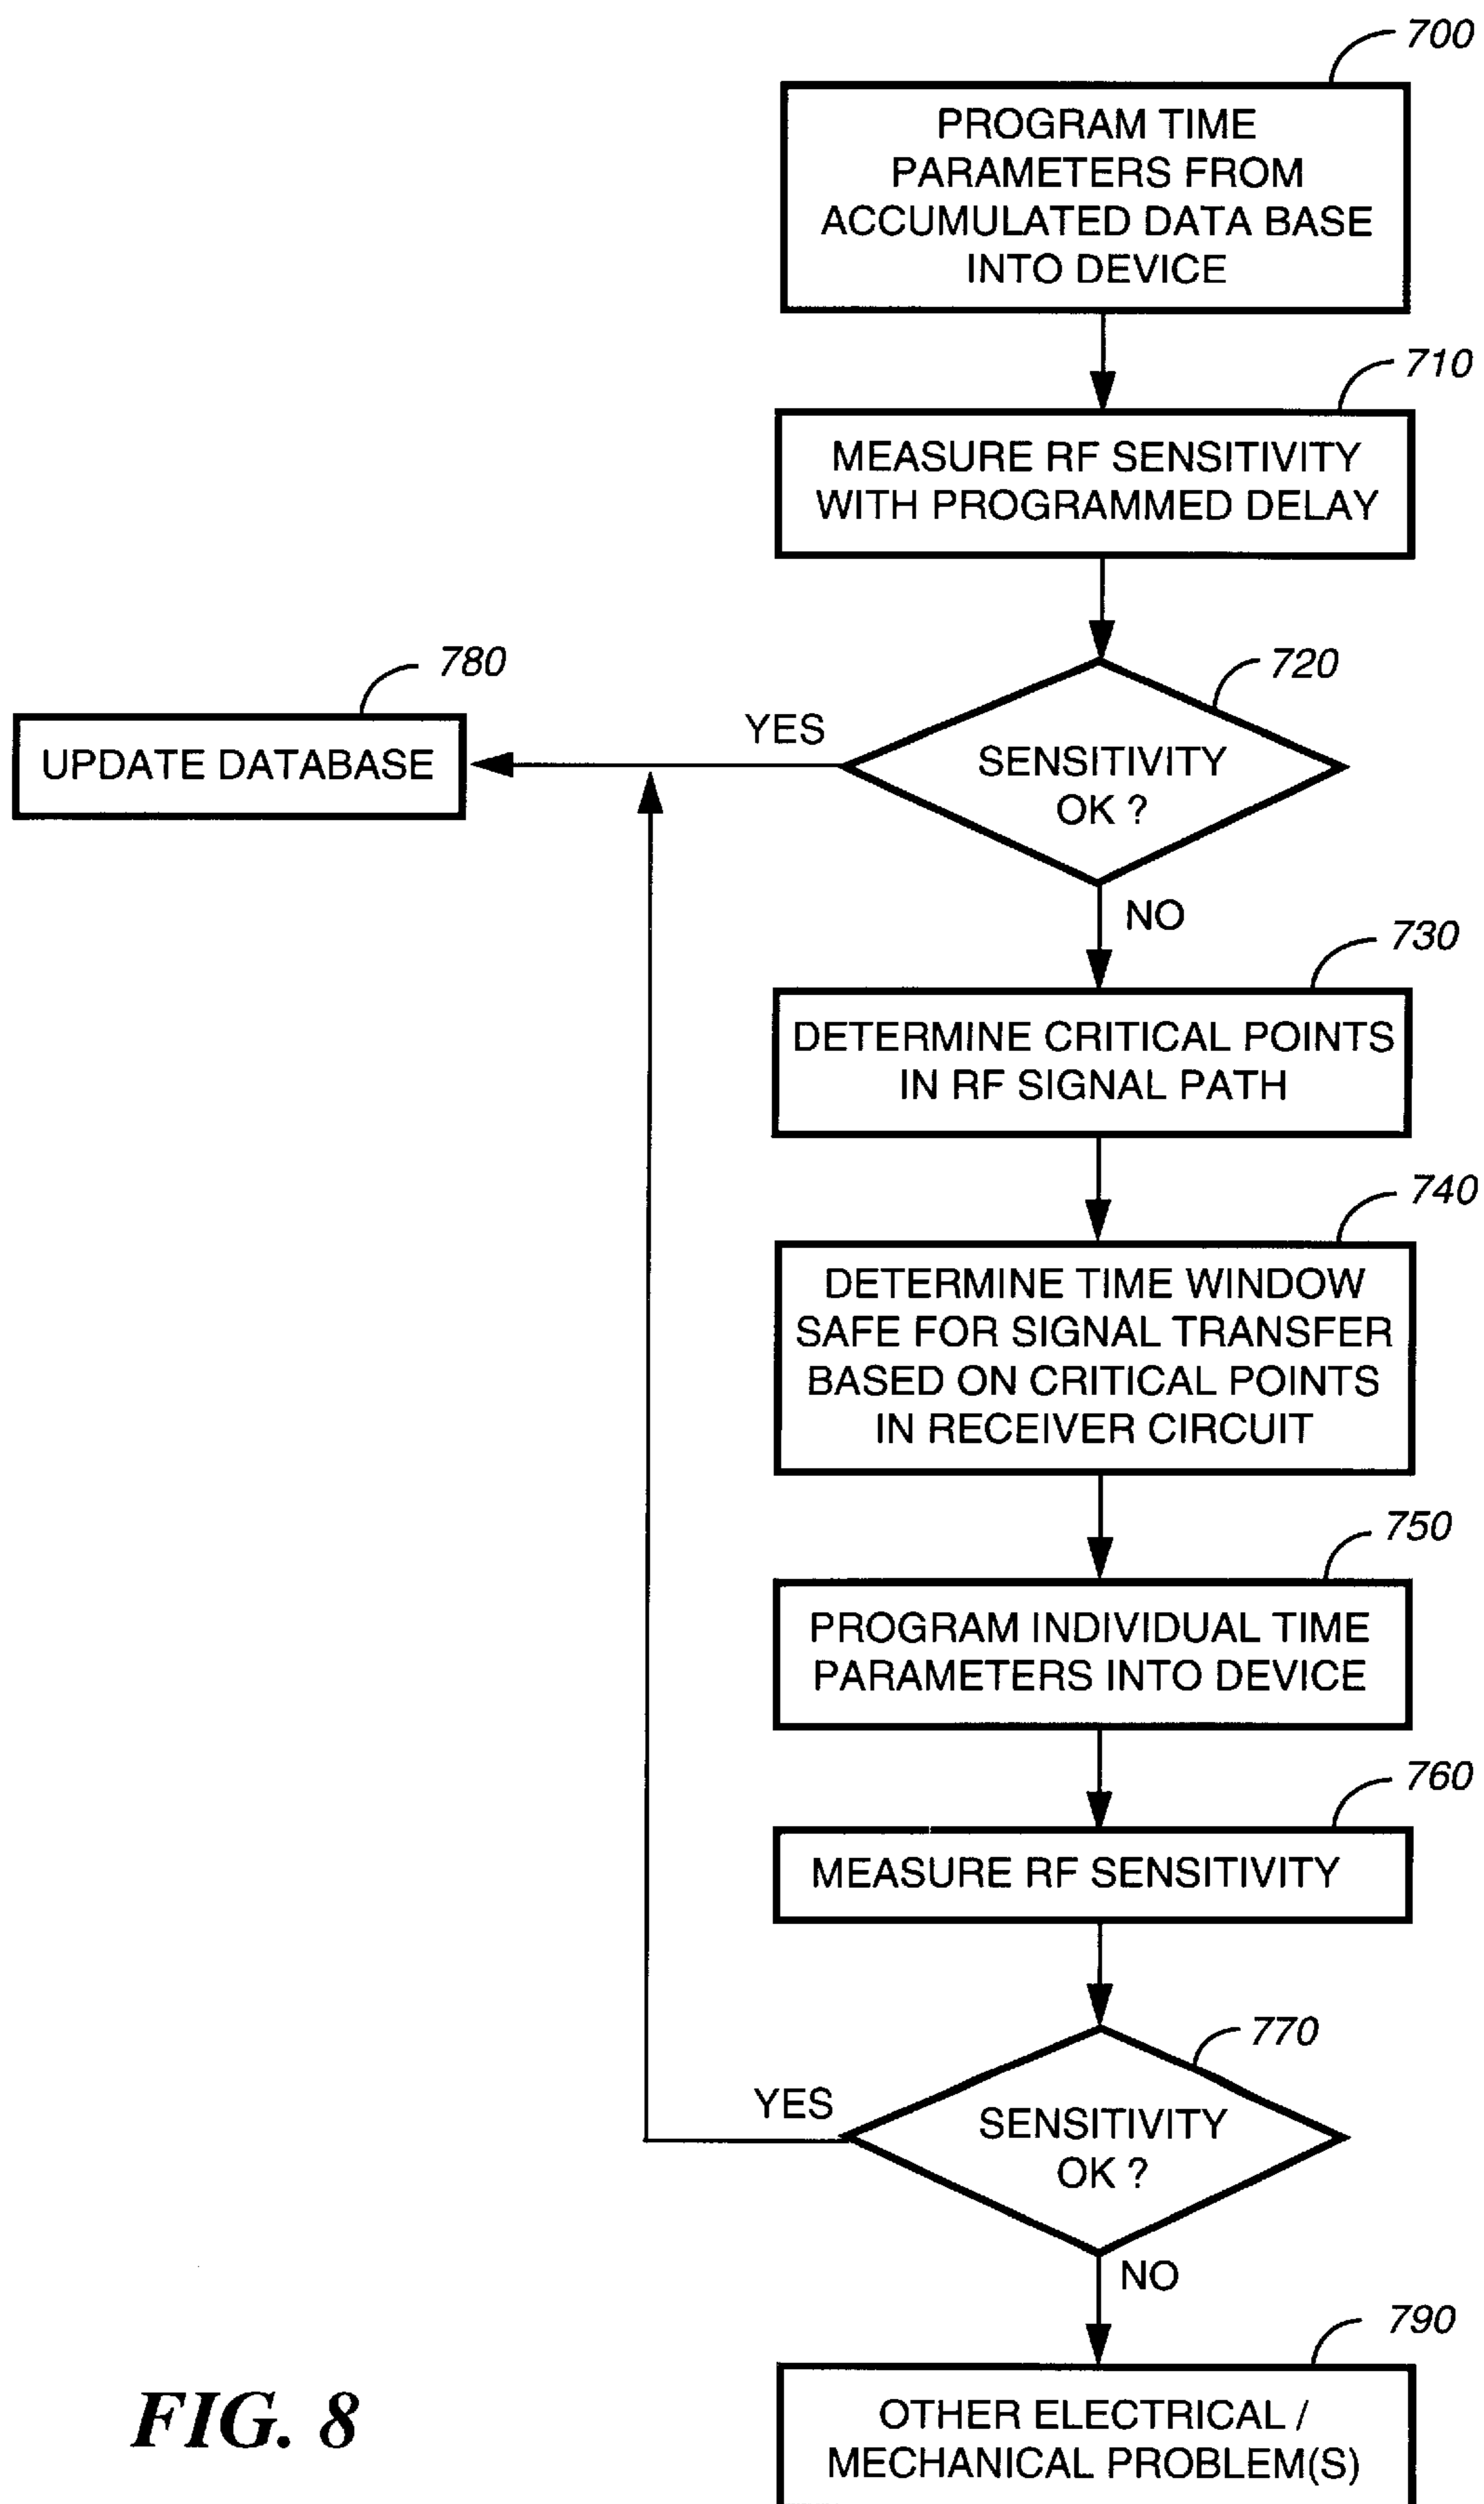 700
PROGRAM TIME
PARAMETERS FROM
ACCUMULATED DATA BASE
INTO DEVICE
710
MEASURE RF SENSITIVITY
WITH PROGRAMMED DELAY
780
UPDATE DATABASE
YES
720
SENSITIVITY
OK ?
NO
730
DETERMINE CRITICAL POINTS
IN RF SIGNAL PATH
740
DETERMINE TIME WINDOW
SAFE FOR SIGNAL TRANSFER
BASED ON CRITICAL POINTS
IN RECEIVER CIRCUIT
750
PROGRAM INDIVIDUAL TIME
PARAMETERS INTO DEVICE
760
MEASURE RF SENSITIVITY
770
YES
SENSITIVITY
OK ?
NO
790
OTHER ELECTRICAL /
MECHANICAL PROBLEM(S)
FIG. 8